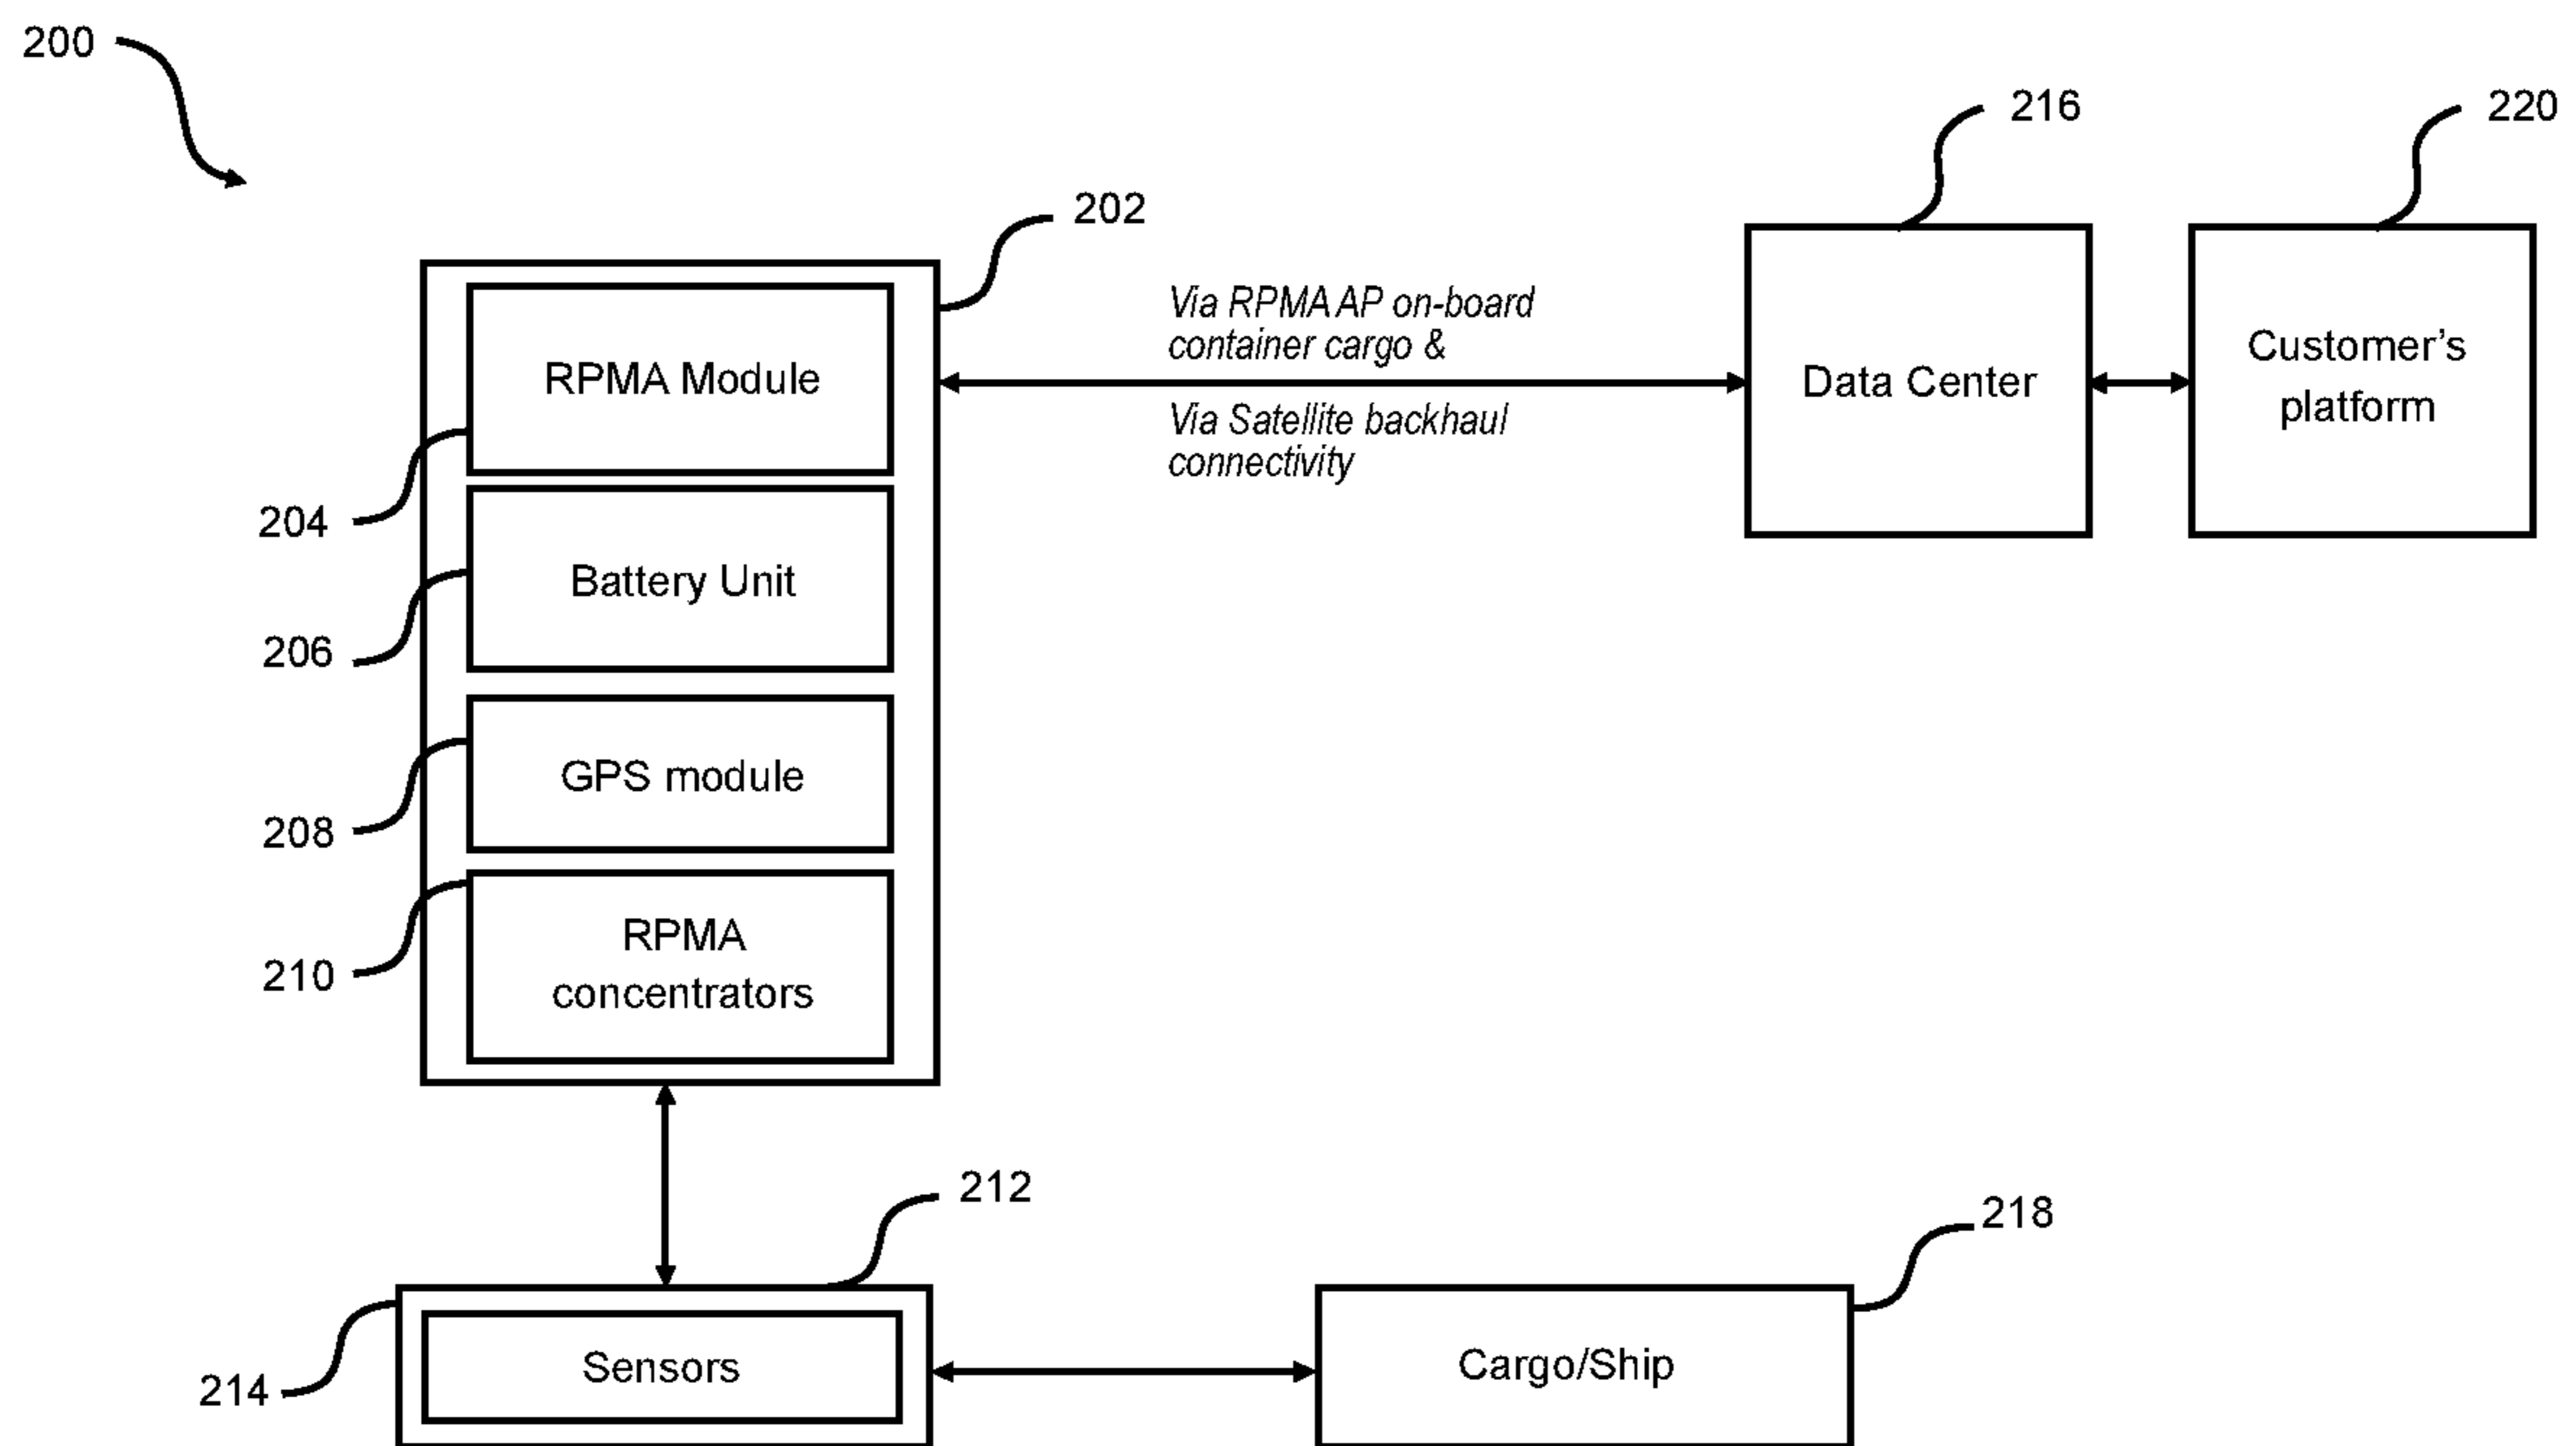 200
216
220
202
Via RPMA AP on-board
container cargo &
Via Satellite backhaul
connectivity
Data Center
Customer's
platform
RPMA Module
204
Battery Unit
206
GPS module
208
RPMA
concentrators
210
212
218
214
Sensors
Cargo/Ship